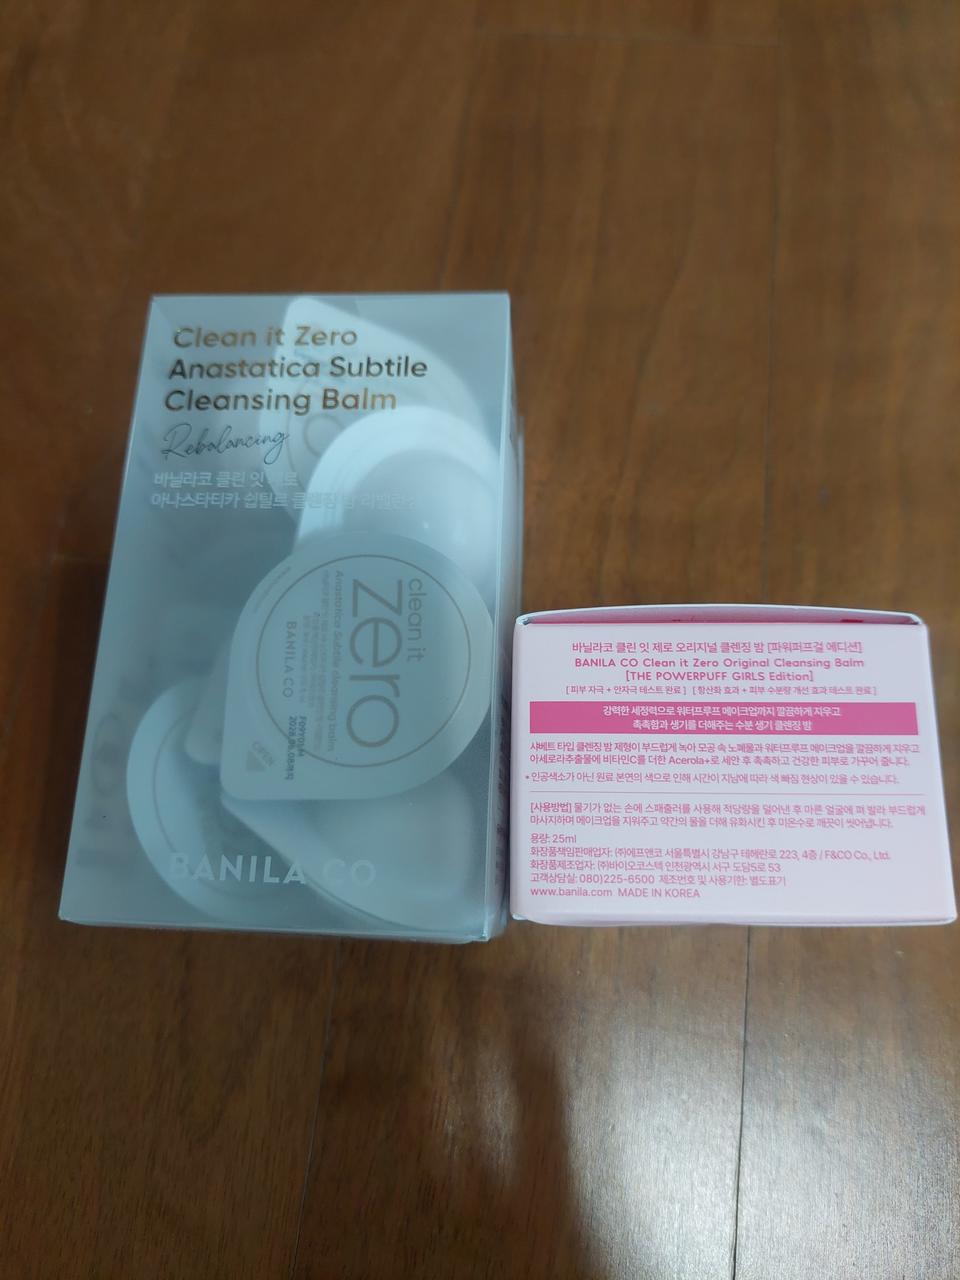 Clean it Zero
Anastatica Subtile
Cleansing Balm
Rebalancing
바닐라코 클린 잇 제로
아나스타티카 쉽틸르 클렌징 밤 리밸런싱
clean it
zero
Anastatica Subtile cleansing balm
BANILA CO
OPEN
BANILA CO
바닐라코 클린 잇 제로 오리지널 클렌징 밤 [파워퍼프걸 에디션]
BANILA CO Clean it Zero Original Cleansing Balm
[THE POWERPUFF GIRLS Edition]
[ 피부 자극 + 안자극 테스트 완료 ] [ 항산화 효과 + 피부 수분량 개선 효과 테스트 완료 ]
강력한 세정력으로 워터프루프 메이크업까지 깔끔하게 지우고
촉촉함과 생기를 더해주는 수분 생기 클렌징 밤
샤베트 타입 클렌징 밤 제형이 부드럽게 녹아 모공 속 노폐물과 워터프루프 메이크업을 깔끔하게 지우고
아세로라추출물에 비타민C를 더한 Acerola+로 세안 후 촉촉하고 건강한 피부로 가꾸어 줍니다.
* 인공색소가 아닌 원료 본연의 색으로 인해 시간이 지남에 따라 색 빠짐 현상이 있을 수 있습니다.
[사용방법] 물기가 없는 손에 스패출러를 사용해 적당량을 덜어낸 후 마른 얼굴에 펴 발라 부드럽게
마사지하며 메이크업을 지워주고 약간의 물을 더해 유화시킨 후 미온수로 깨끗이 씻어냅니다.
용량: 25ml
화장품책임판매업자: (주)에프앤코 서울특별시 강남구 테헤란로 223, 4층 / F&CO Co., Ltd.
화장품제조업자: (주)바이오코스텍 인천광역시 서구 도담5로 53
고객상담실: 080)225-6500 제조번호 및 사용기한: 별도표기
www.banila.com MADE IN KOREA